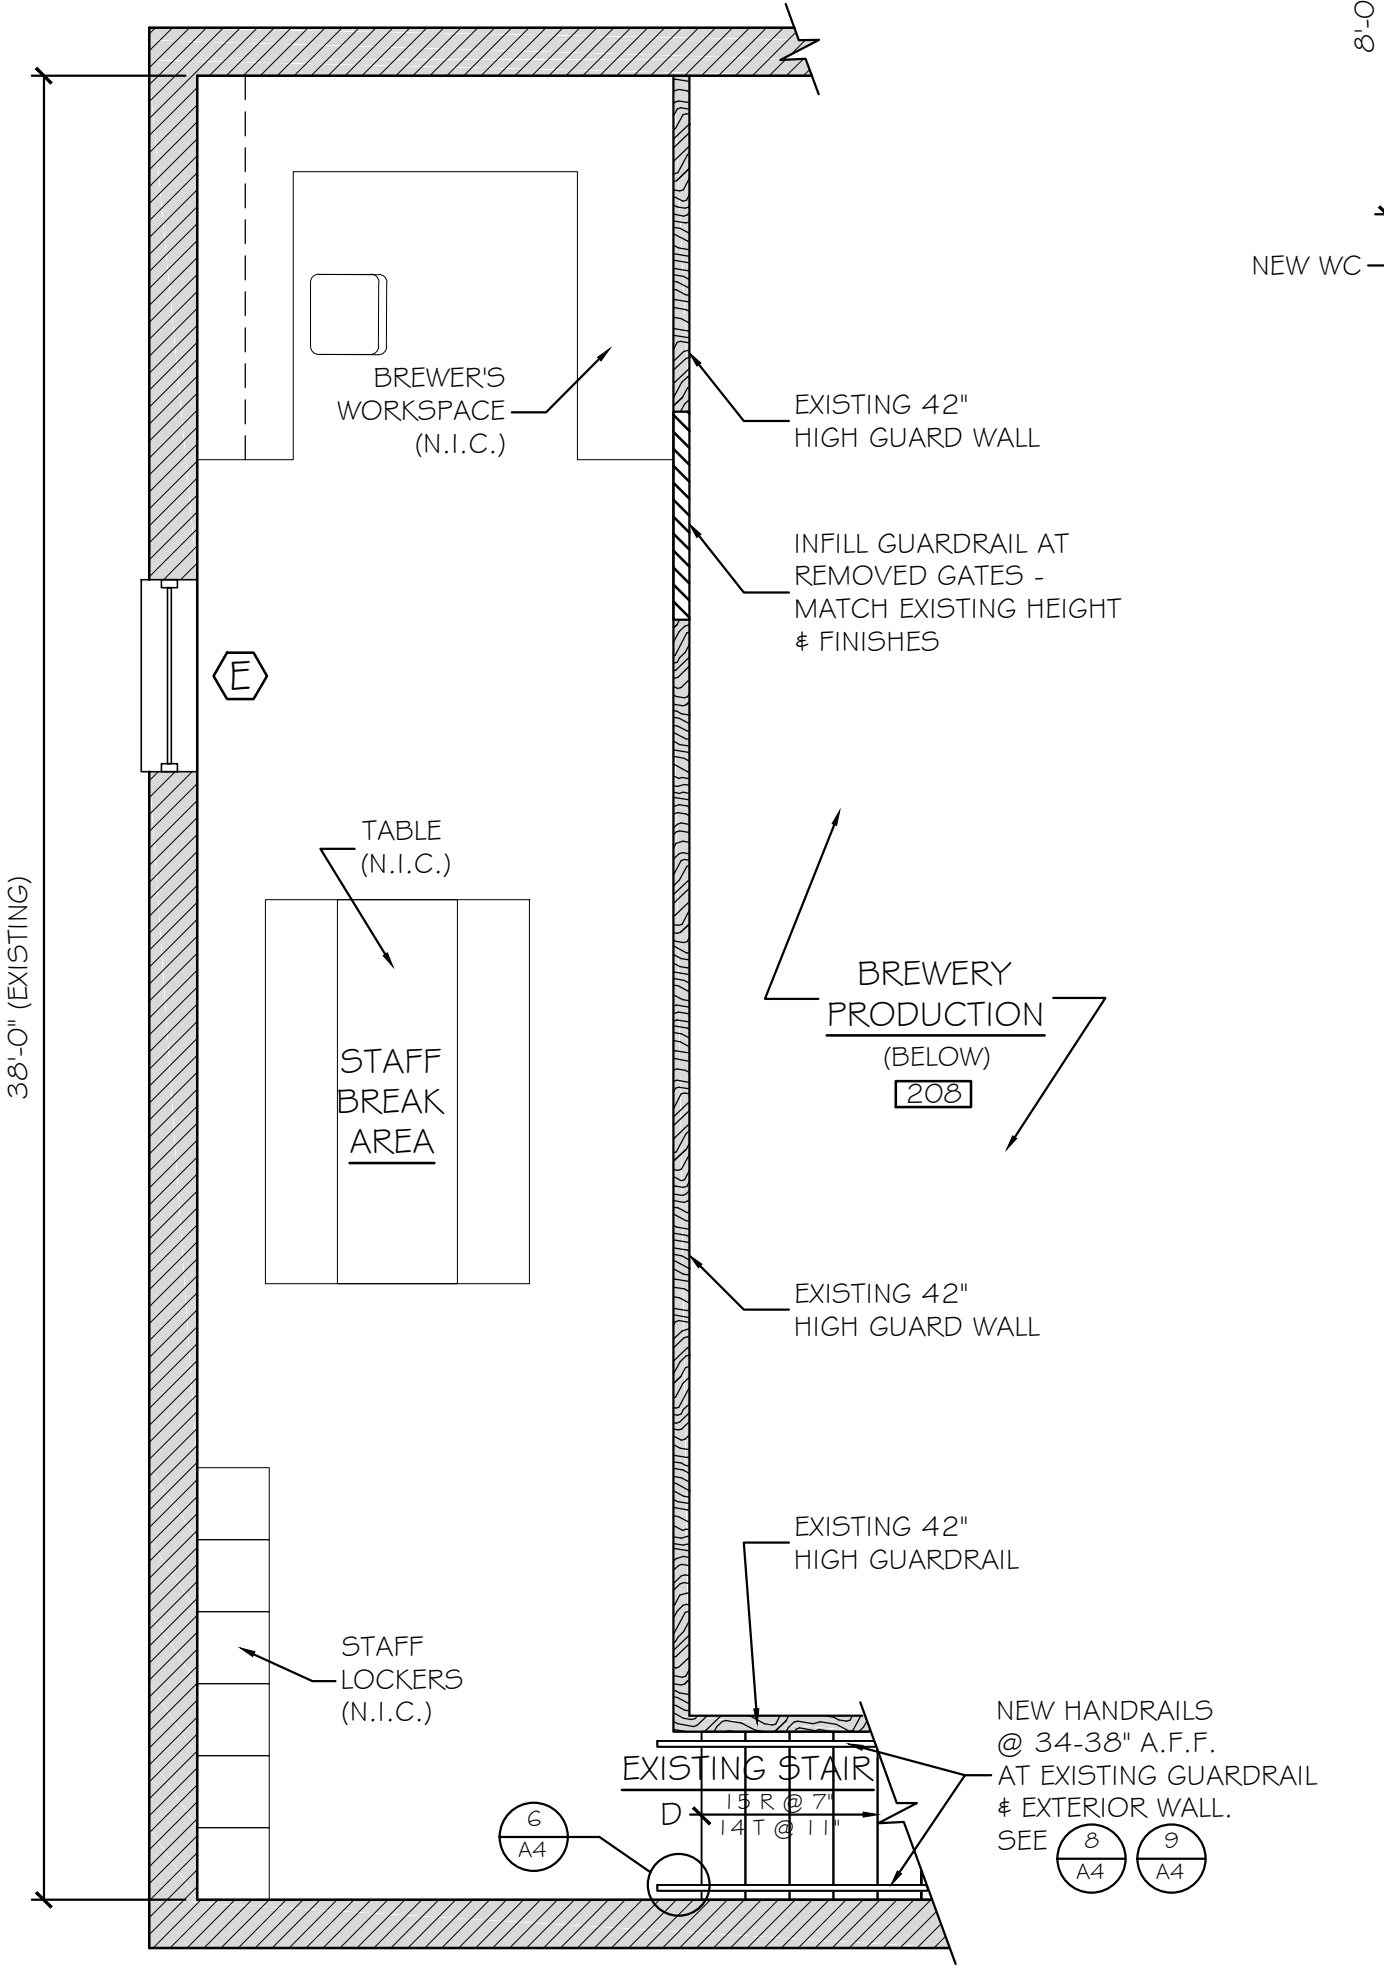 8'-0
NEW WC
BREWER'S
WORKSPACE
(N.I.C.)
EXISTING 42"
HIGH GUARD WALL
INFILL GUARDRAIL AT
REMOVED GATES -
MATCH EXISTING HEIGHT
& FINISHES
E
TABLE
(N.I.C.)
38'-0" (EXISTING)
STAFF
BREAK
AREA
BREWERY
PRODUCTION
(BELOW)
208
EXISTING 42"
HIGH GUARD WALL
EXISTING 42"
HIGH GUARDRAIL
STAFF
LOCKERS
(N.I.C.)
NEW HANDRAILS
@ 34-38" A.F.F.
AT EXISTING GUARDRAIL
& EXTERIOR WALL.
SEE
8
A4
9
A4
EXISTING STAIR
D
15 R @ 7"
14 T @ 11"
6
A4